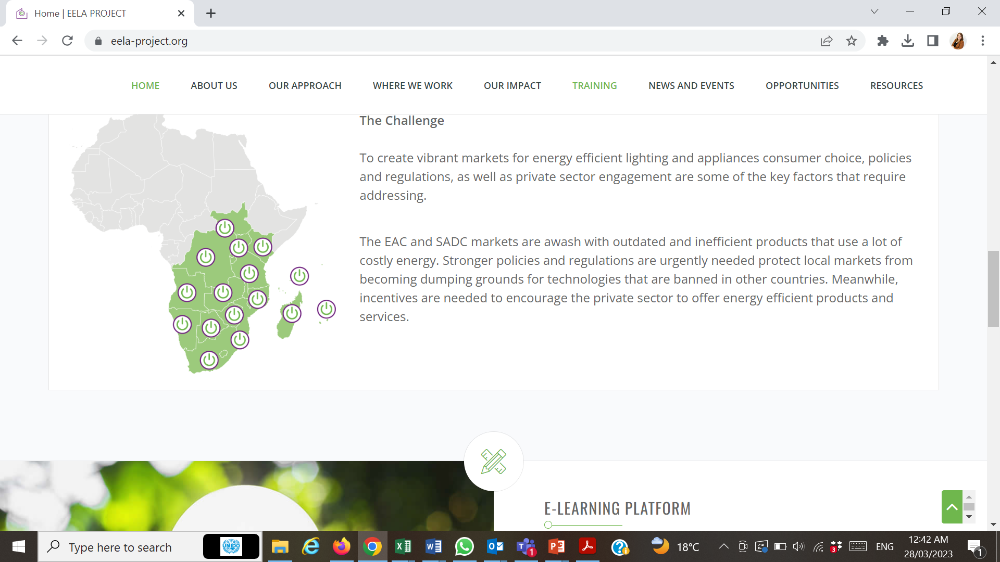 Home | EELA PROJECT
eela-project.org
HOME ABOUT US OUR APPROACH WHERE WE WORK OUR IMPACT TRAINING NEWS AND EVENTS OPPORTUNITIES RESOURCES
The Challenge
To create vibrant markets for energy efficient lighting and appliances consumer choice, policies
and regulations, as well as private sector engagement are some of the key factors that require
addressing.
The EAC and SADC markets are awash with outdated and inefficient products that use a lot of
costly energy. Stronger policies and regulations are urgently needed protect local markets from
becoming dumping grounds for technologies that are banned in other countries. Meanwhile,
incentives are needed to encourage the private sector to offer energy efficient products and
services.
E-LEARNING PLATFORM
Type here to search
UNIDO
1
18°C
3
ENG
12:42 AM
28/03/2023
1